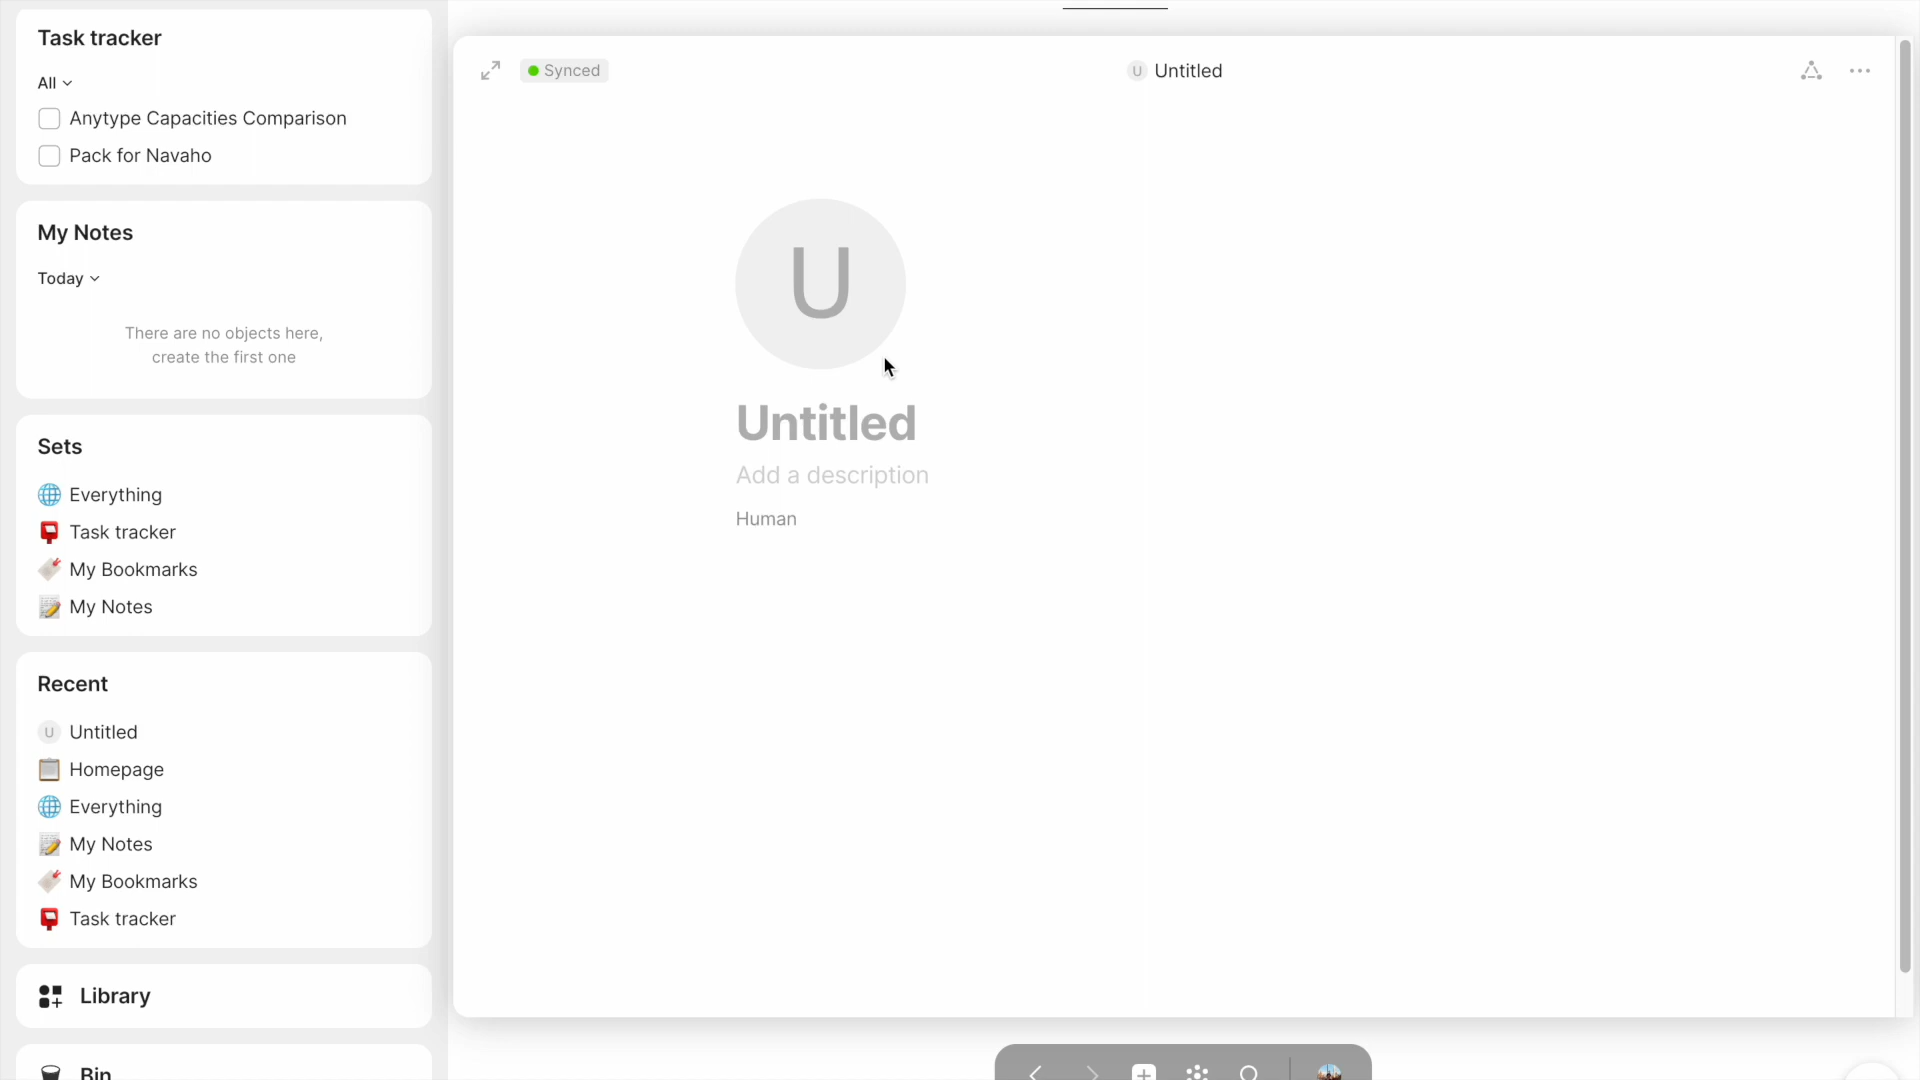 Task tracker
All
Anytype Capacities Comparison
Pack for Navaho
My Notes
Today
There are no objects here,
create the first one
Sets
Everything
Task tracker
My Bookmarks
My Notes
Recent
U Untitled
Homepage
Everything
My Notes
My Bookmarks
Task tracker
Library
Bin
Synced
U Untitled
U
Untitled
Add a description
Human